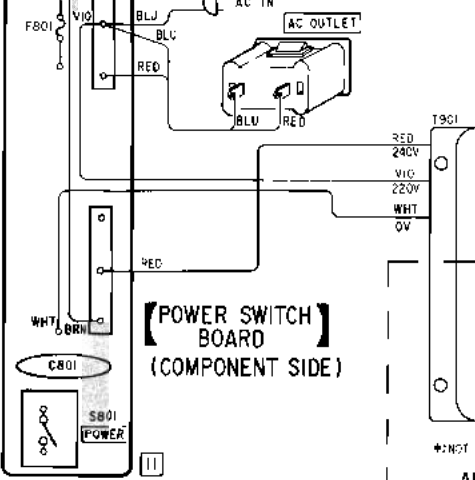 VIO
BLU
AC IN
F801
BLU
AC OUTLET
RED
BLU
RED
T901
RED
240V
VIO
220V
WHT
0V
RED
WHT
BRN
【POWER SWITCH】
BOARD
(COMPONENT SIDE)
C801
S801
POWER
11
*:NOT